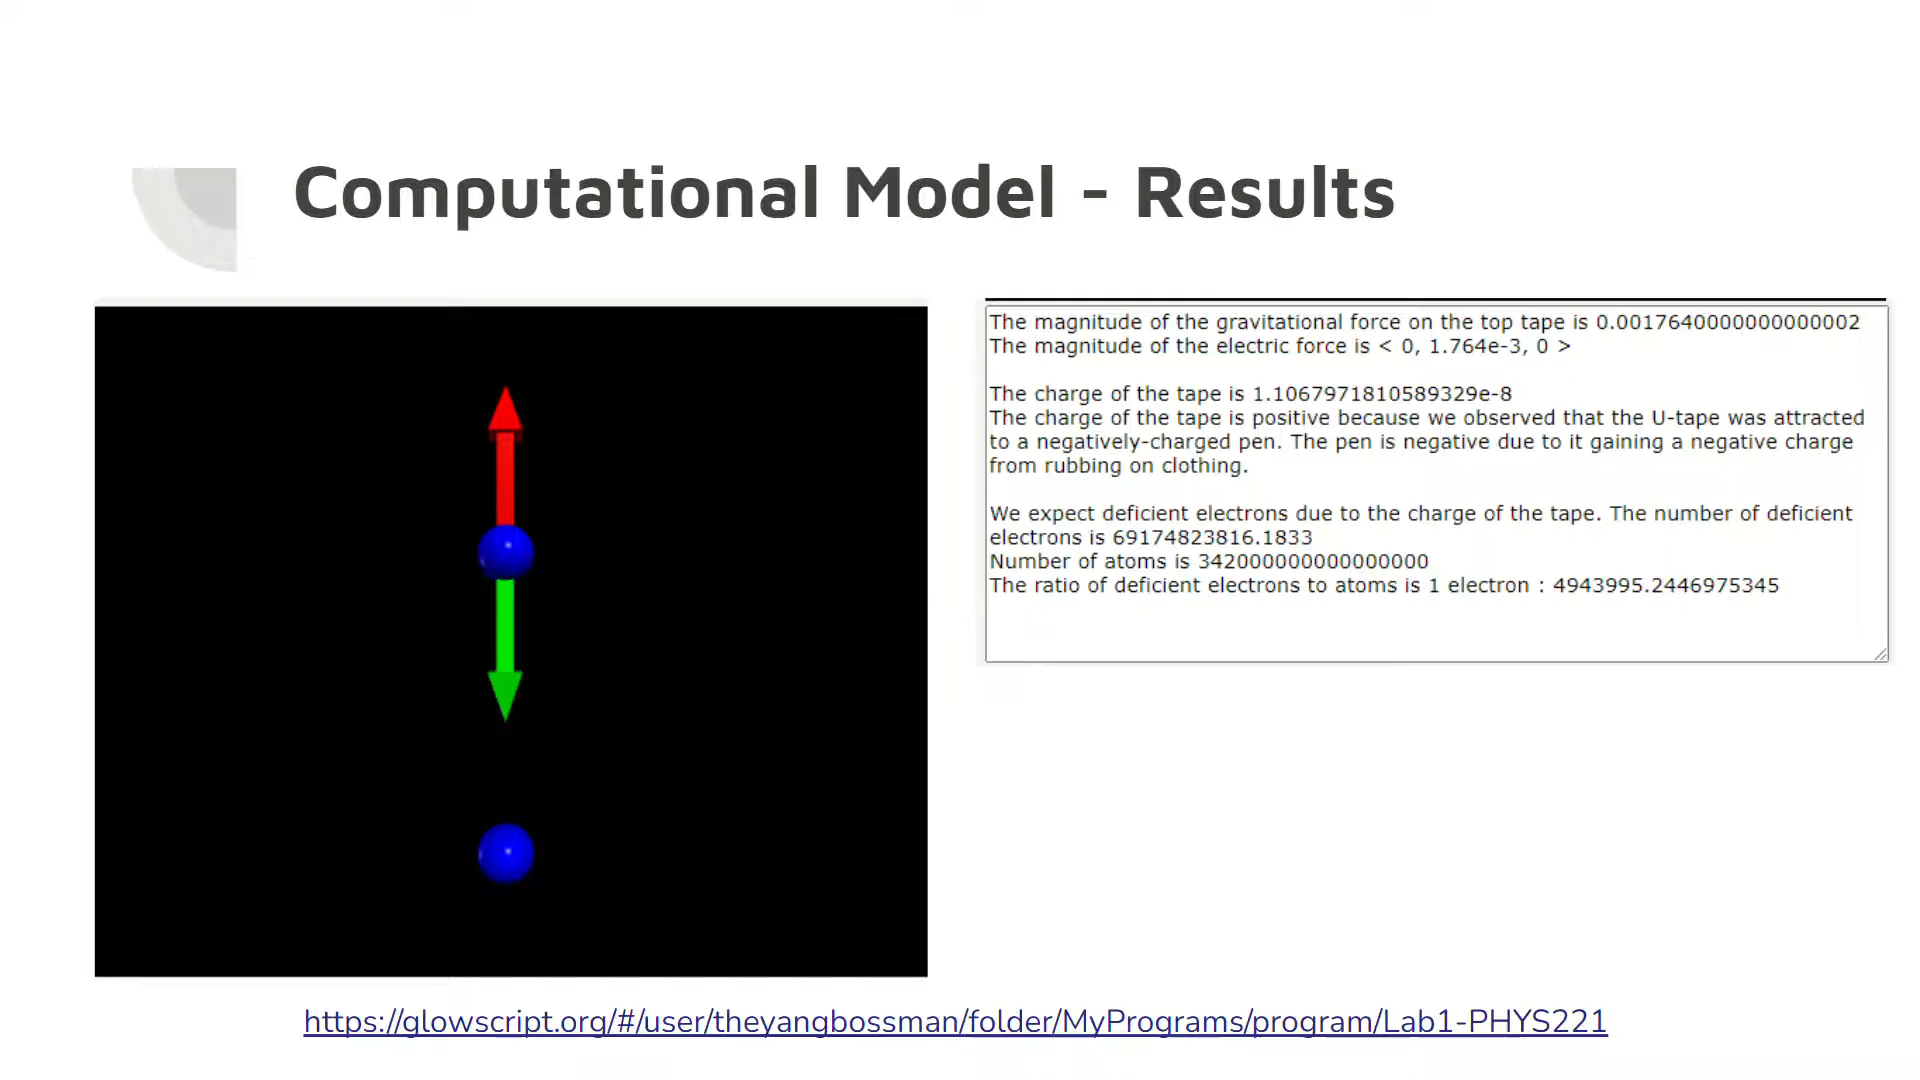 Computational Model - Results
The magnitude of the gravitational force on the top tape is 0.0017640000000000002
The magnitude of the electric force is < 0, 1.764e-3, 0 >
The charge of the tape is 1.1067971810589329e-8
The charge of the tape is positive because we observed that the U-tape was attracted
to a negatively-charged pen. The pen is negative due to it gaining a negative charge
from rubbing on clothing.
We expect deficient electrons due to the charge of the tape. The number of deficient
electrons is 69174823816.1833
Number of atoms is 342000000000000000
The ratio of deficient electrons to atoms is 1 electron : 4943995.2446975345
https://glowscript.org/#/user/theyangbossman/folder/MyPrograms/program/Lab1-PHYS221